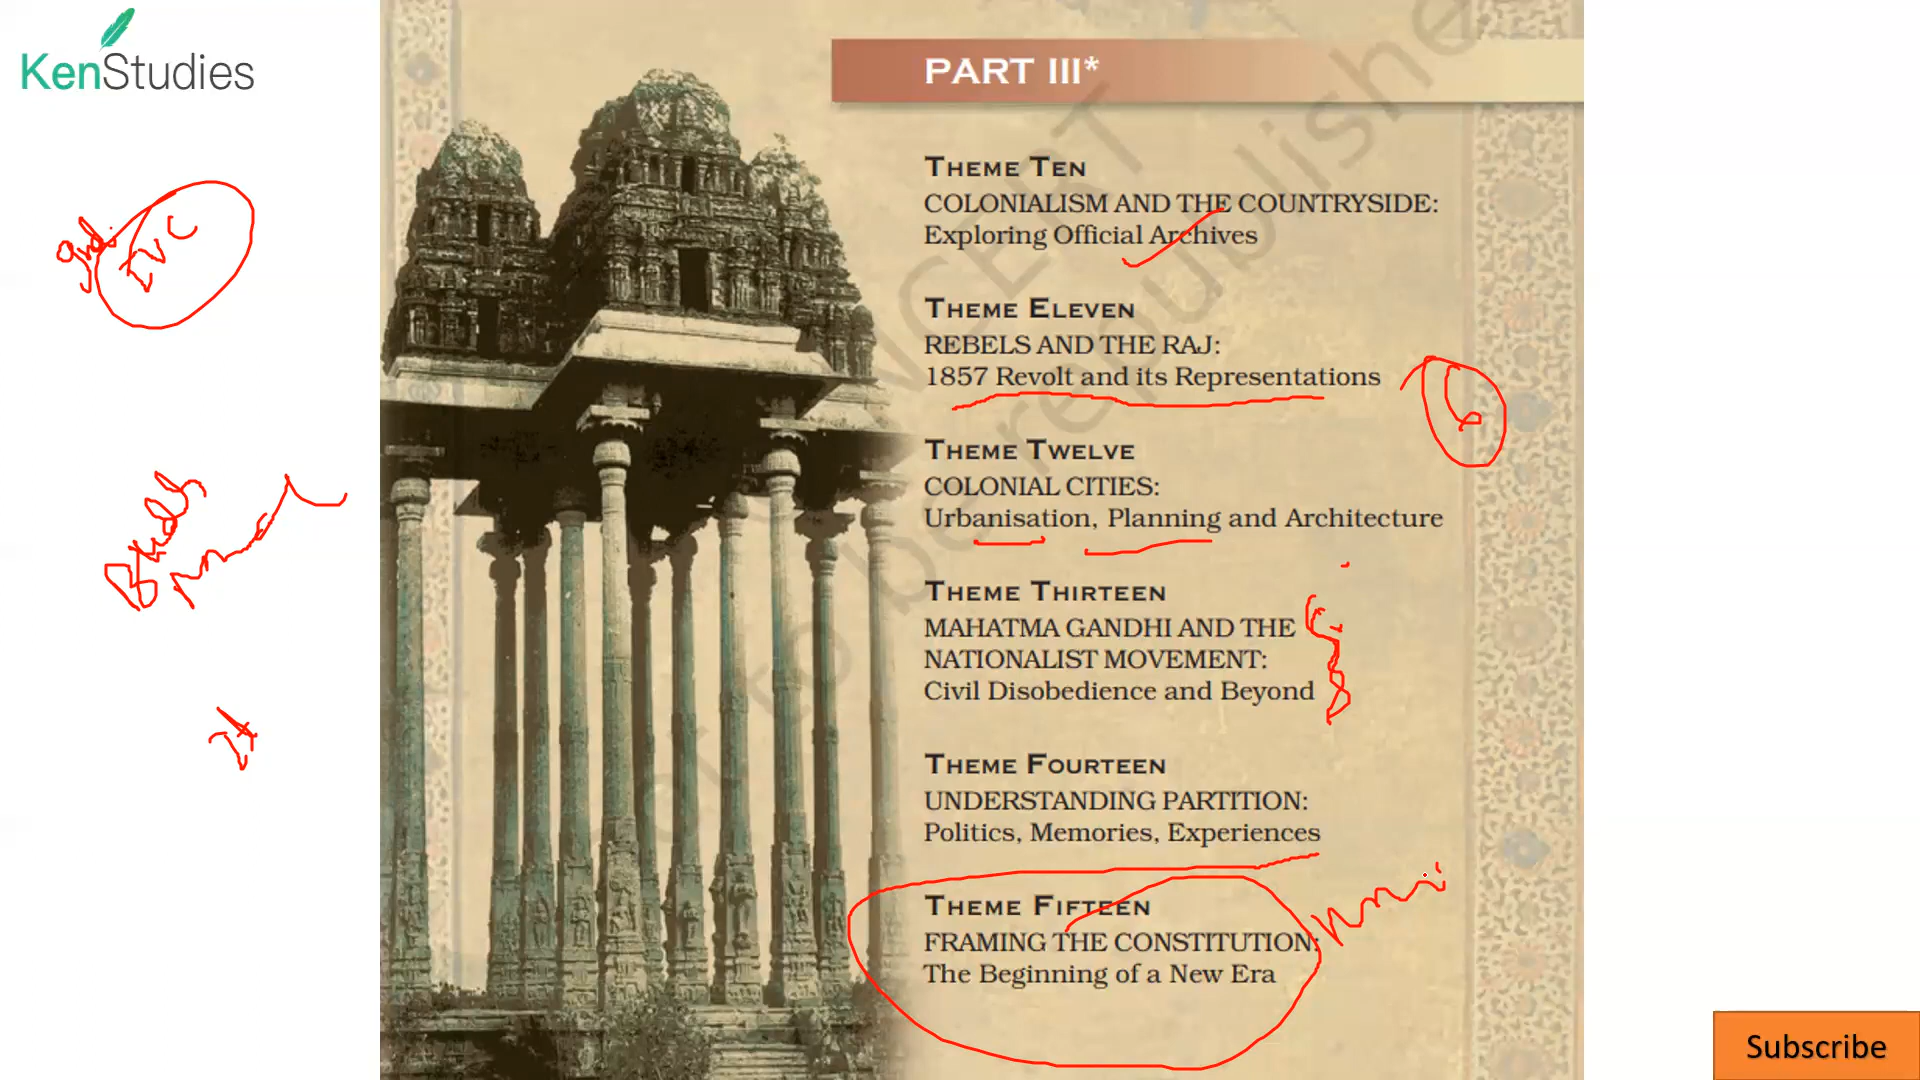 KenStudies
PART III*
THEME TEN
COLONIALISM AND THE COUNTRYSIDE:
Exploring Official Archives
THEME ELEVEN
REBELS AND THE RAJ:
1857 Revolt and its Representations
THEME TWELVE
COLONIAL CITIES:
Urbanisation, Planning and Architecture
THEME THIRTEEN
MAHATMA GANDHI AND THE
NATIONALIST MOVEMENT:
Civil Disobedience and Beyond
THEME FOURTEEN
UNDERSTANDING PARTITION:
Politics, Memories, Experiences
THEME FIFTEEN
FRAMING THE CONSTITUTION:
The Beginning of a New Era
IVC
Subscribe